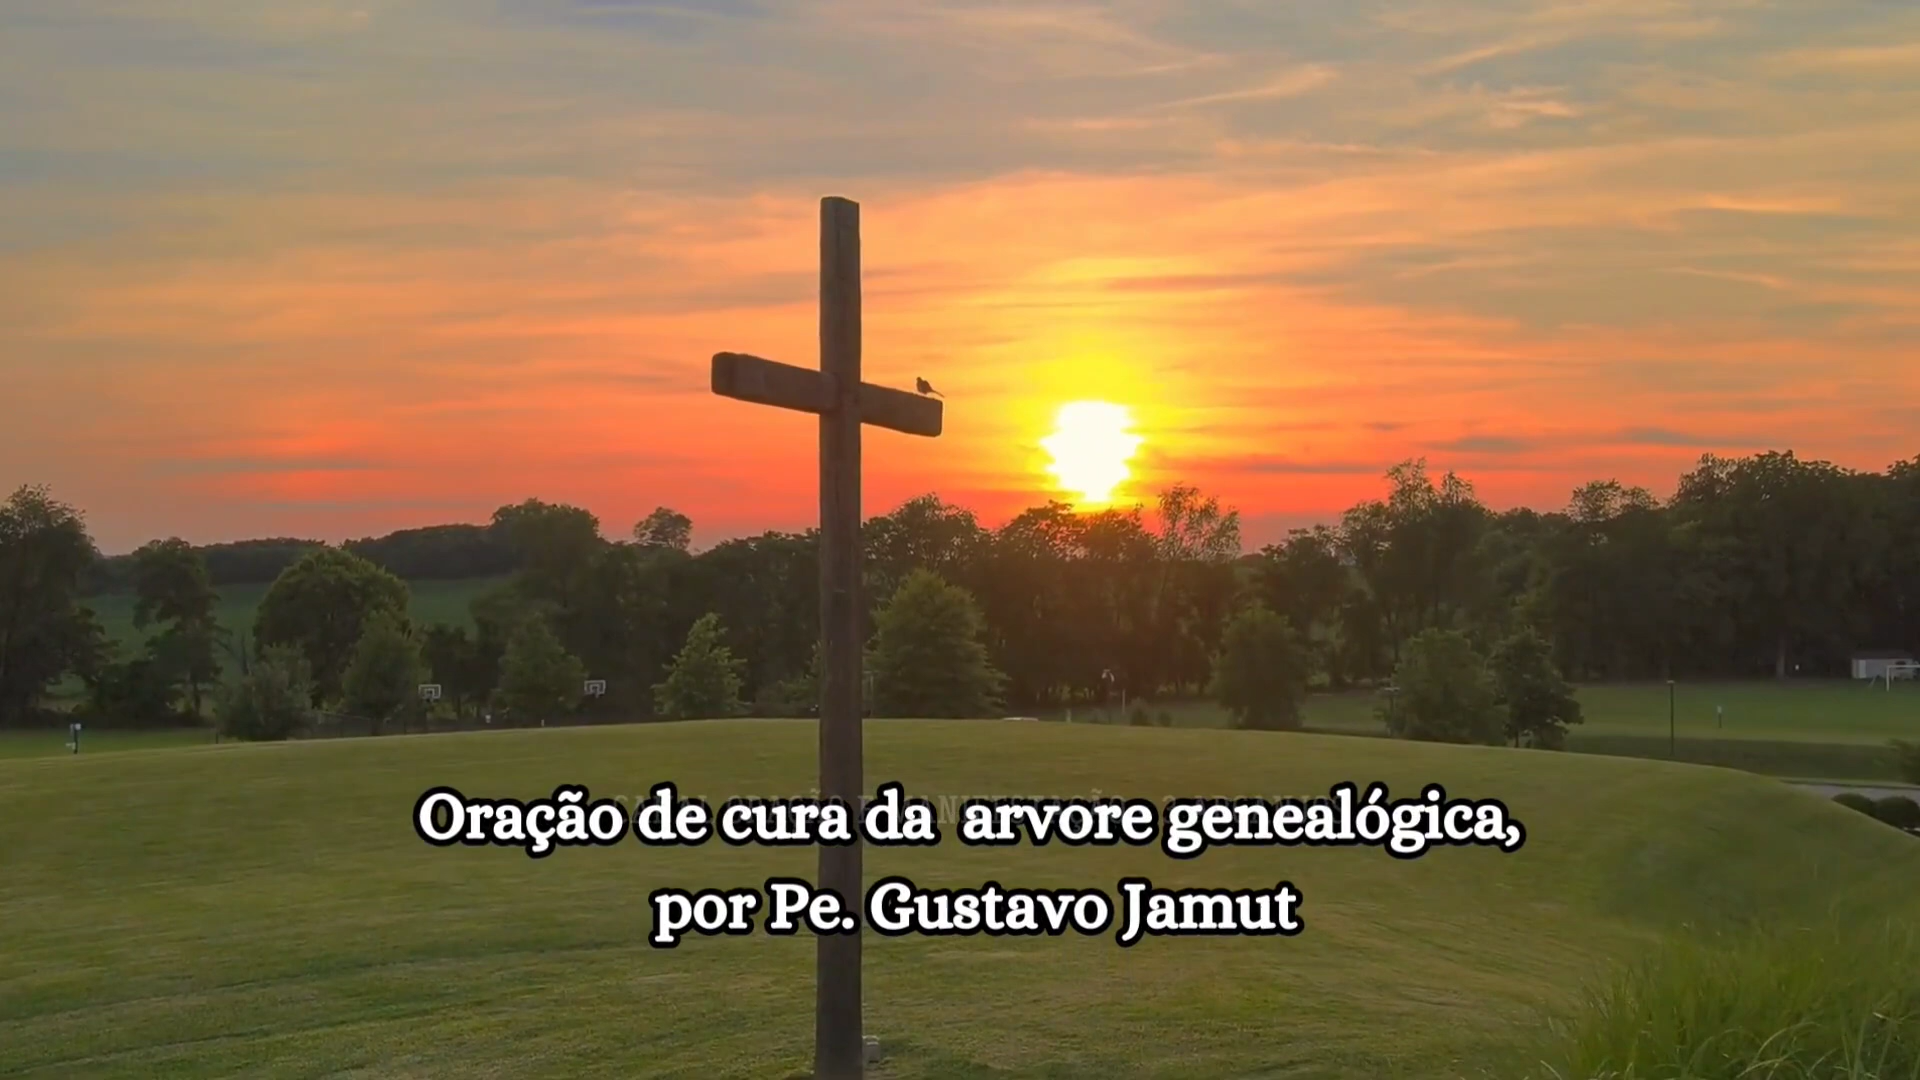 Oração de cura da  arvore genealógica,
por Pe. Gustavo Jamut